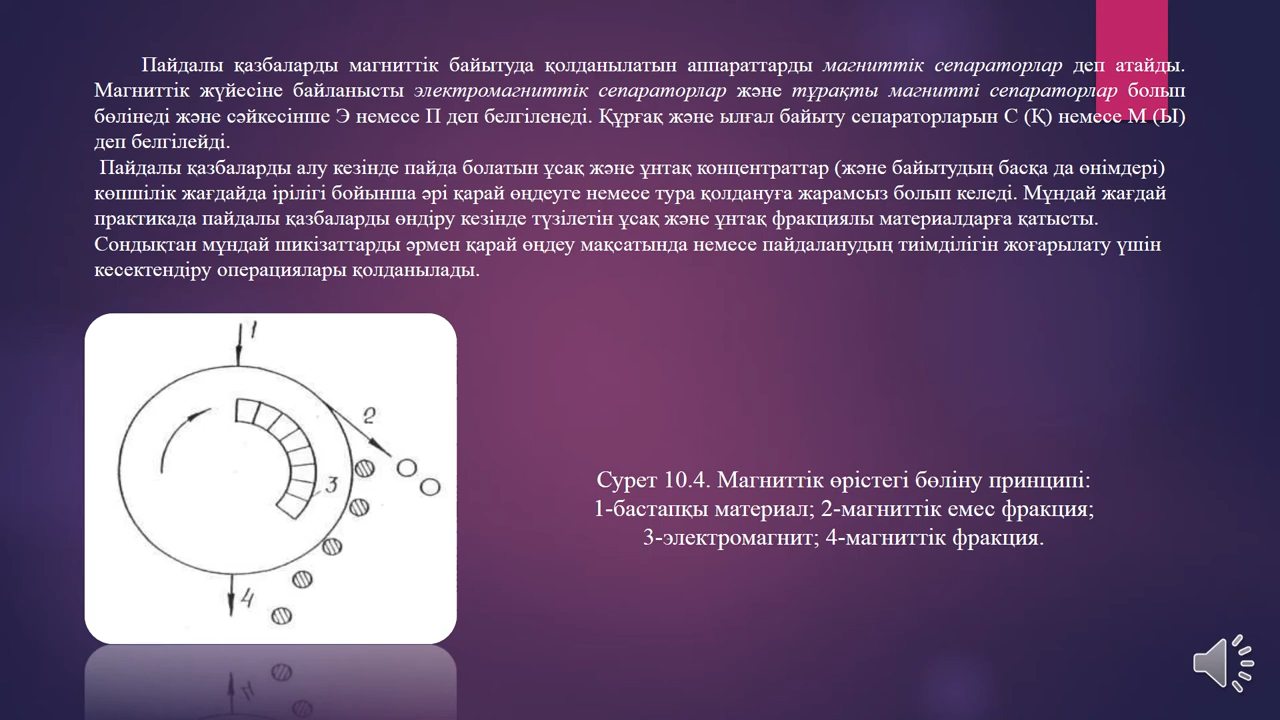 Пайдалы қазбаларды магниттік байытуда қолданылатын аппараттарды магниттік сепараторлар деп атайды.
Магниттік жүйесіне байланысты электромагниттік сепараторлар және тұрақты магнитті сепараторлар болып
бөлінеді және сәйкесінше Э немесе П деп белгіленеді. Құрғақ және ылғал байыту сепараторларын С (Қ) немесе М (Ы)
деп белгілейді.
Пайдалы қазбаларды алу кезінде пайда болатын ұсақ және ұнтақ концентраттар (және байытудың басқа да өнімдері)
көпшілік жағдайда ірілігі бойынша әрі қарай өңдеуге немесе тура қолдануға жарамсыз болып келеді. Мұндай жағдай
практикада пайдалы қазбаларды өндіру кезінде түзілетін ұсақ және ұнтақ фракциялы материалдарға қатысты.
Сондықтан мұндай шикізаттарды әрмен қарай өңдеу мақсатында немесе пайдаланудың тиімділігін жоғарылату үшін
кесектендіру операциялары қолданылады.
1
2
3
4
Сурет 10.4. Магниттік өрістегі бөліну принципі:
1-бастапқы материал; 2-магниттік емес фракция;
3-электромагнит; 4-магниттік фракция.